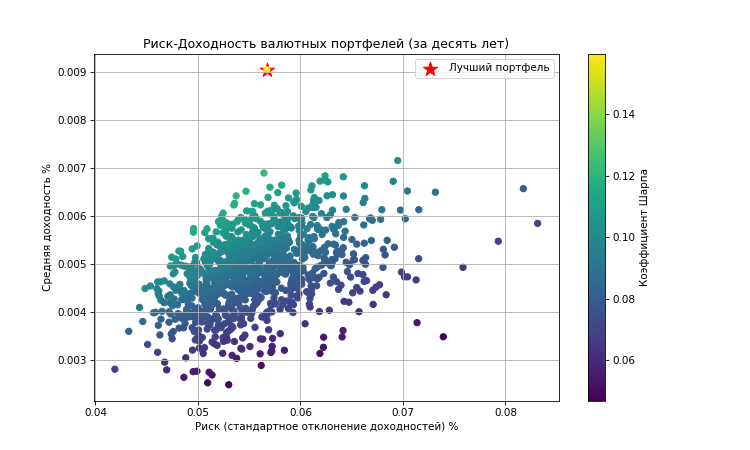 Риск-Доходность валютных портфелей (за десять лет)
Лучший портфель
0.009
0.008
0.007
0.006
0.005
0.004
0.003
Средняя доходность %
0.04 0.05 0.06 0.07 0.08
Риск (стандартное отклонение доходностей) %
0.14
0.12
0.10
0.08
0.06
Коэффициент Шарпа